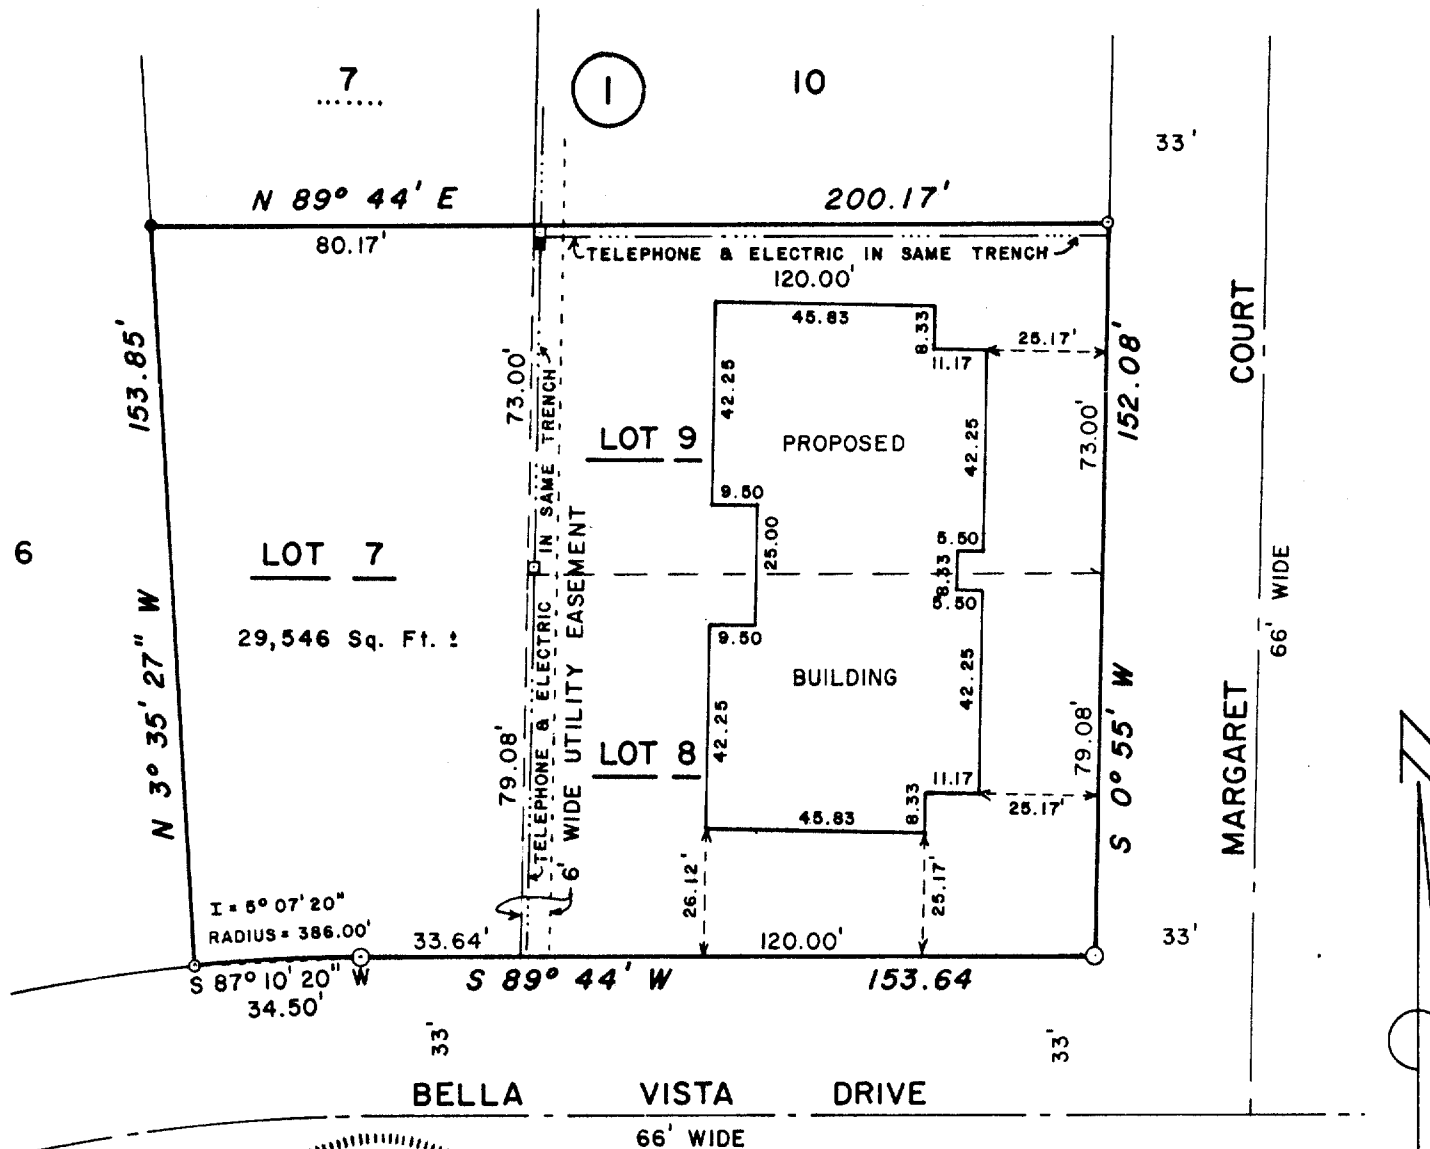 7
1
10
33'
N 89° 44' E
200.17'
80.17'
TELEPHONE & ELECTRIC IN SAME TRENCH
120.00'
45.83
8.33
11.17
25.17'
153.85'
N 3° 35' 27" W
73.00'
42.25
LOT 9
PROPOSED
42.25
73.00'
152.08'
S 0° 55' W
MARGARET COURT
66' WIDE
9.50
25.00
5.50
8.33
5.50
6
LOT 7
29,546 Sq. Ft. ±
TELEPHONE & ELECTRIC IN SAME TRENCH
6' WIDE UTILITY EASEMENT
9.50
BUILDING
42.25
42.25
LOT 8
79.08'
79.08'
11.17
25.17'
8.33
45.83
26.12'
25.17'
I = 5° 07' 20"
RADIUS = 386.00'
33.64'
120.00'
33'
S 87° 10' 20" W
34.50'
S 89° 44' W
153.64
33'
33'
BELLA VISTA DRIVE
66' WIDE